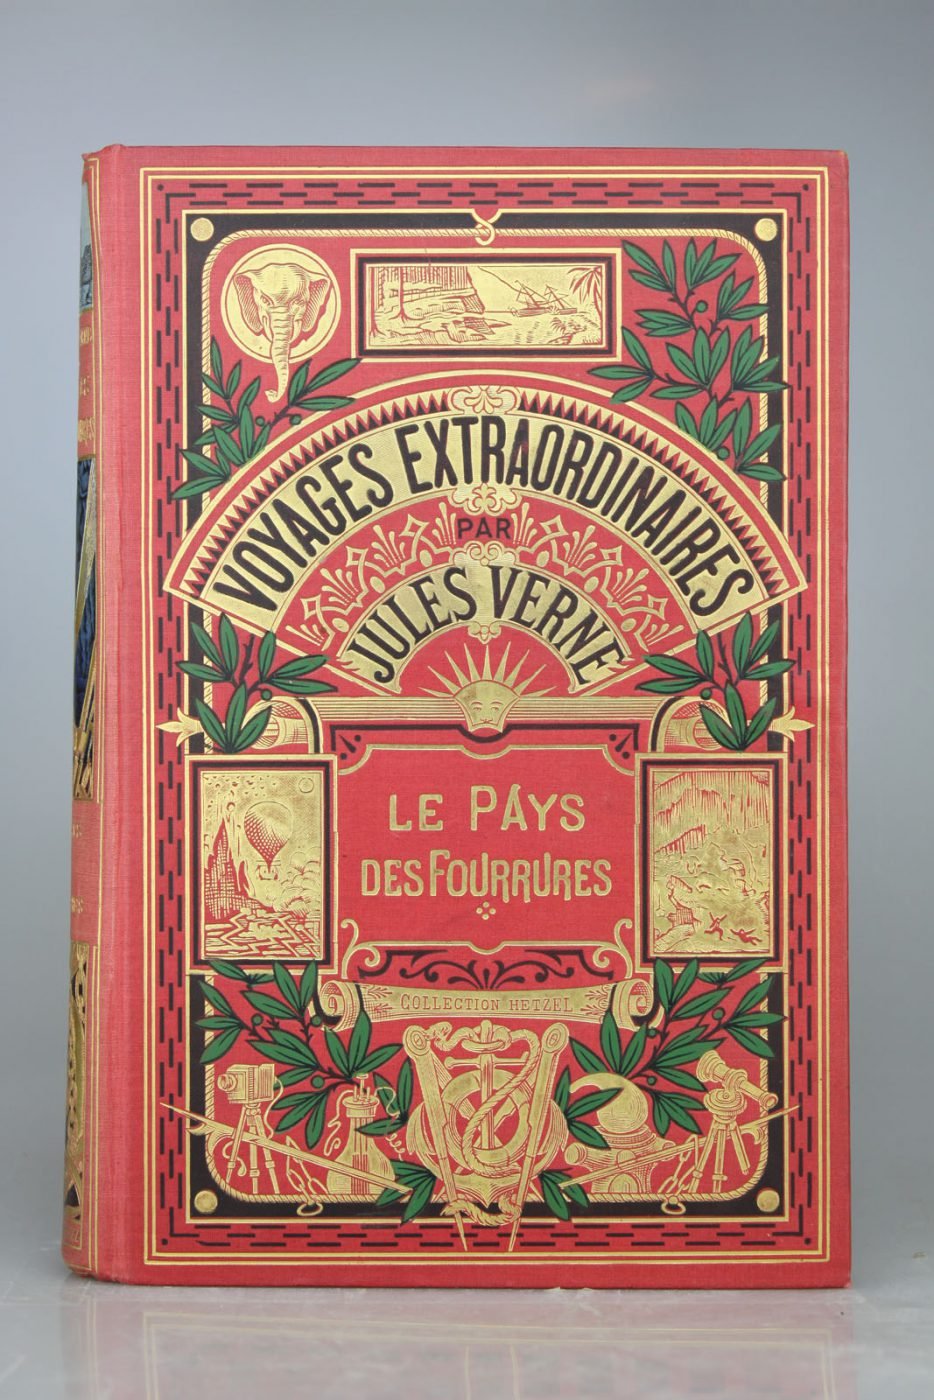 VOYAGES EXTRAORDINAIRES
PAR
JULES VERNE
LE PAYS
DES FOURRURES
COLLECTION HETZEL